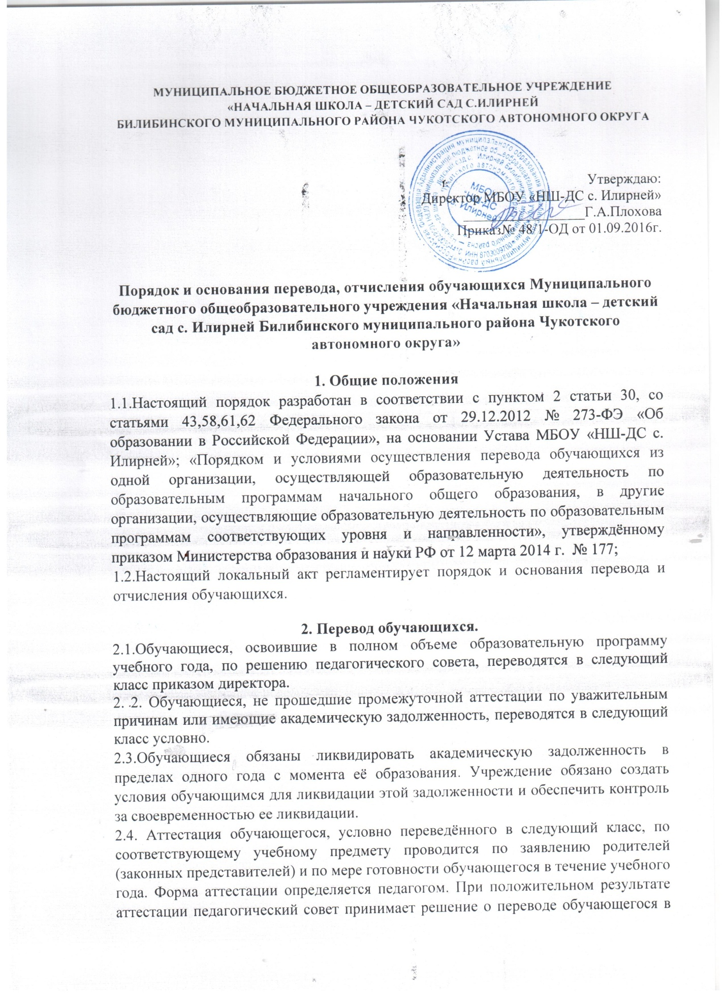 МУНИЦИПАЛЬНОЕ БЮДЖЕТНОЕ ОБЩЕОБРАЗОВАТЕЛЬНОЕ УЧРЕЖДЕНИЕ
«НАЧАЛЬНАЯ ШКОЛА – ДЕТСКИЙ САД С.ИЛИРНЕЙ
БИЛИБИНСКОГО МУНИЦИПАЛЬНОГО РАЙОНА ЧУКОТСКОГО АВТОНОМНОГО ОКРУГА
Утверждаю:
Директор МБОУ «НШ-ДС с. Илирней»
Г.А.Плохова
Приказ№ 48/1-ОД от 01.09.2016г.
МБОУ
"НШ-ДС
с. Илирней"
ИНН 8703009700
Порядок и основания перевода, отчисления обучающихся Муниципального
бюджетного общеобразовательного учреждения «Начальная школа – детский
сад с. Илирней Билибинского муниципального района Чукотского
автономного округа»
1. Общие положения
1.1.Настоящий порядок разработан в соответствии с пунктом 2 статьи 30, со
статьями 43,58,61,62 Федерального закона от 29.12.2012 № 273-ФЭ «Об
образовании в Российской Федерации», на основании Устава МБОУ «НШ-ДС с.
Илирней»; «Порядком и условиями осуществления перевода обучающихся из
одной организации, осуществляющей образовательную деятельность по
образовательным программам начального общего образования, в другие
организации, осуществляющие образовательную деятельность по образовательным
программам соответствующих уровня и направленности», утверждённому
приказом Министерства образования и науки РФ от 12 марта 2014 г. № 177;
1.2.Настоящий локальный акт регламентирует порядок и основания перевода и
отчисления обучающихся.
2. Перевод обучающихся.
2.1.Обучающиеся, освоившие в полном объеме образовательную программу
учебного года, по решению педагогического совета, переводятся в следующий
класс приказом директора.
2. 2. Обучающиеся, не прошедшие промежуточной аттестации по уважительным
причинам или имеющие академическую задолженность, переводятся в следующий
класс условно.
2.3.Обучающиеся обязаны ликвидировать академическую задолженность в
пределах одного года с момента её образования. Учреждение обязано создать
условия обучающимся для ликвидации этой задолженности и обеспечить контроль
за своевременностью ее ликвидации.
2.4. Аттестация обучающегося, условно переведённого в следующий класс, по
соответствующему учебному предмету проводится по заявлению родителей
(законных представителей) и по мере готовности обучающегося в течение учебного
года. Форма аттестации определяется педагогом. При положительном результате
аттестации педагогический совет принимает решение о переводе обучающегося в